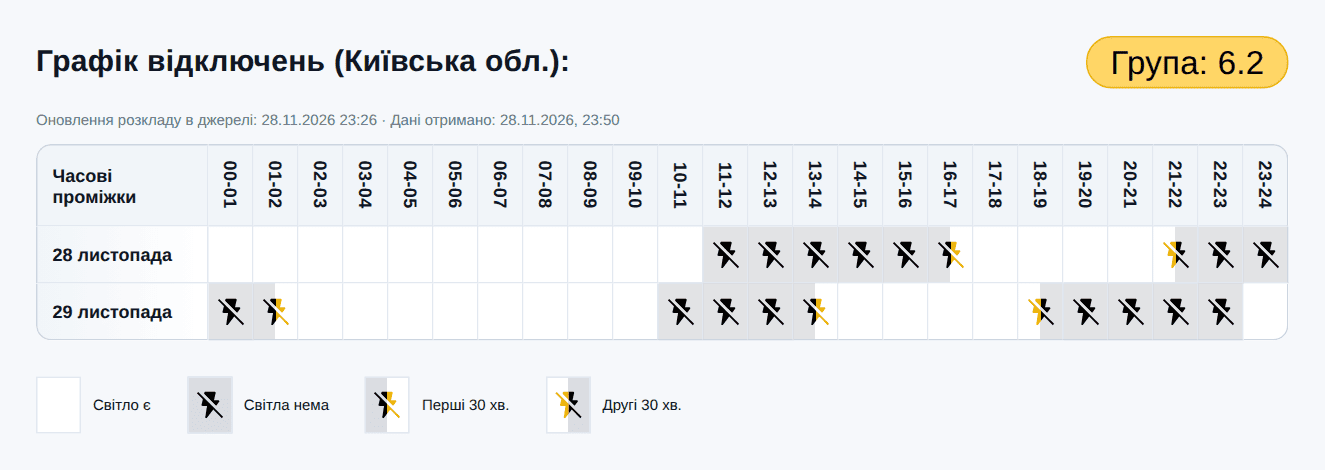 Графік відключень (Київська обл.):
Група: 6.2
Оновлення розкладу в джерелі: 28.11.2026 23:26 · Дані отримано: 28.11.2026, 23:50
Часові
проміжки
00-01
01-02
02-03
03-04
04-05
05-06
06-07
07-08
08-09
09-10
10-11
11-12
12-13
13-14
14-15
15-16
16-17
17-18
18-19
19-20
20-21
21-22
22-23
23-24
28 листопада
29 листопада
Світло є
Світла нема
Перші 30 хв.
Другі 30 хв.